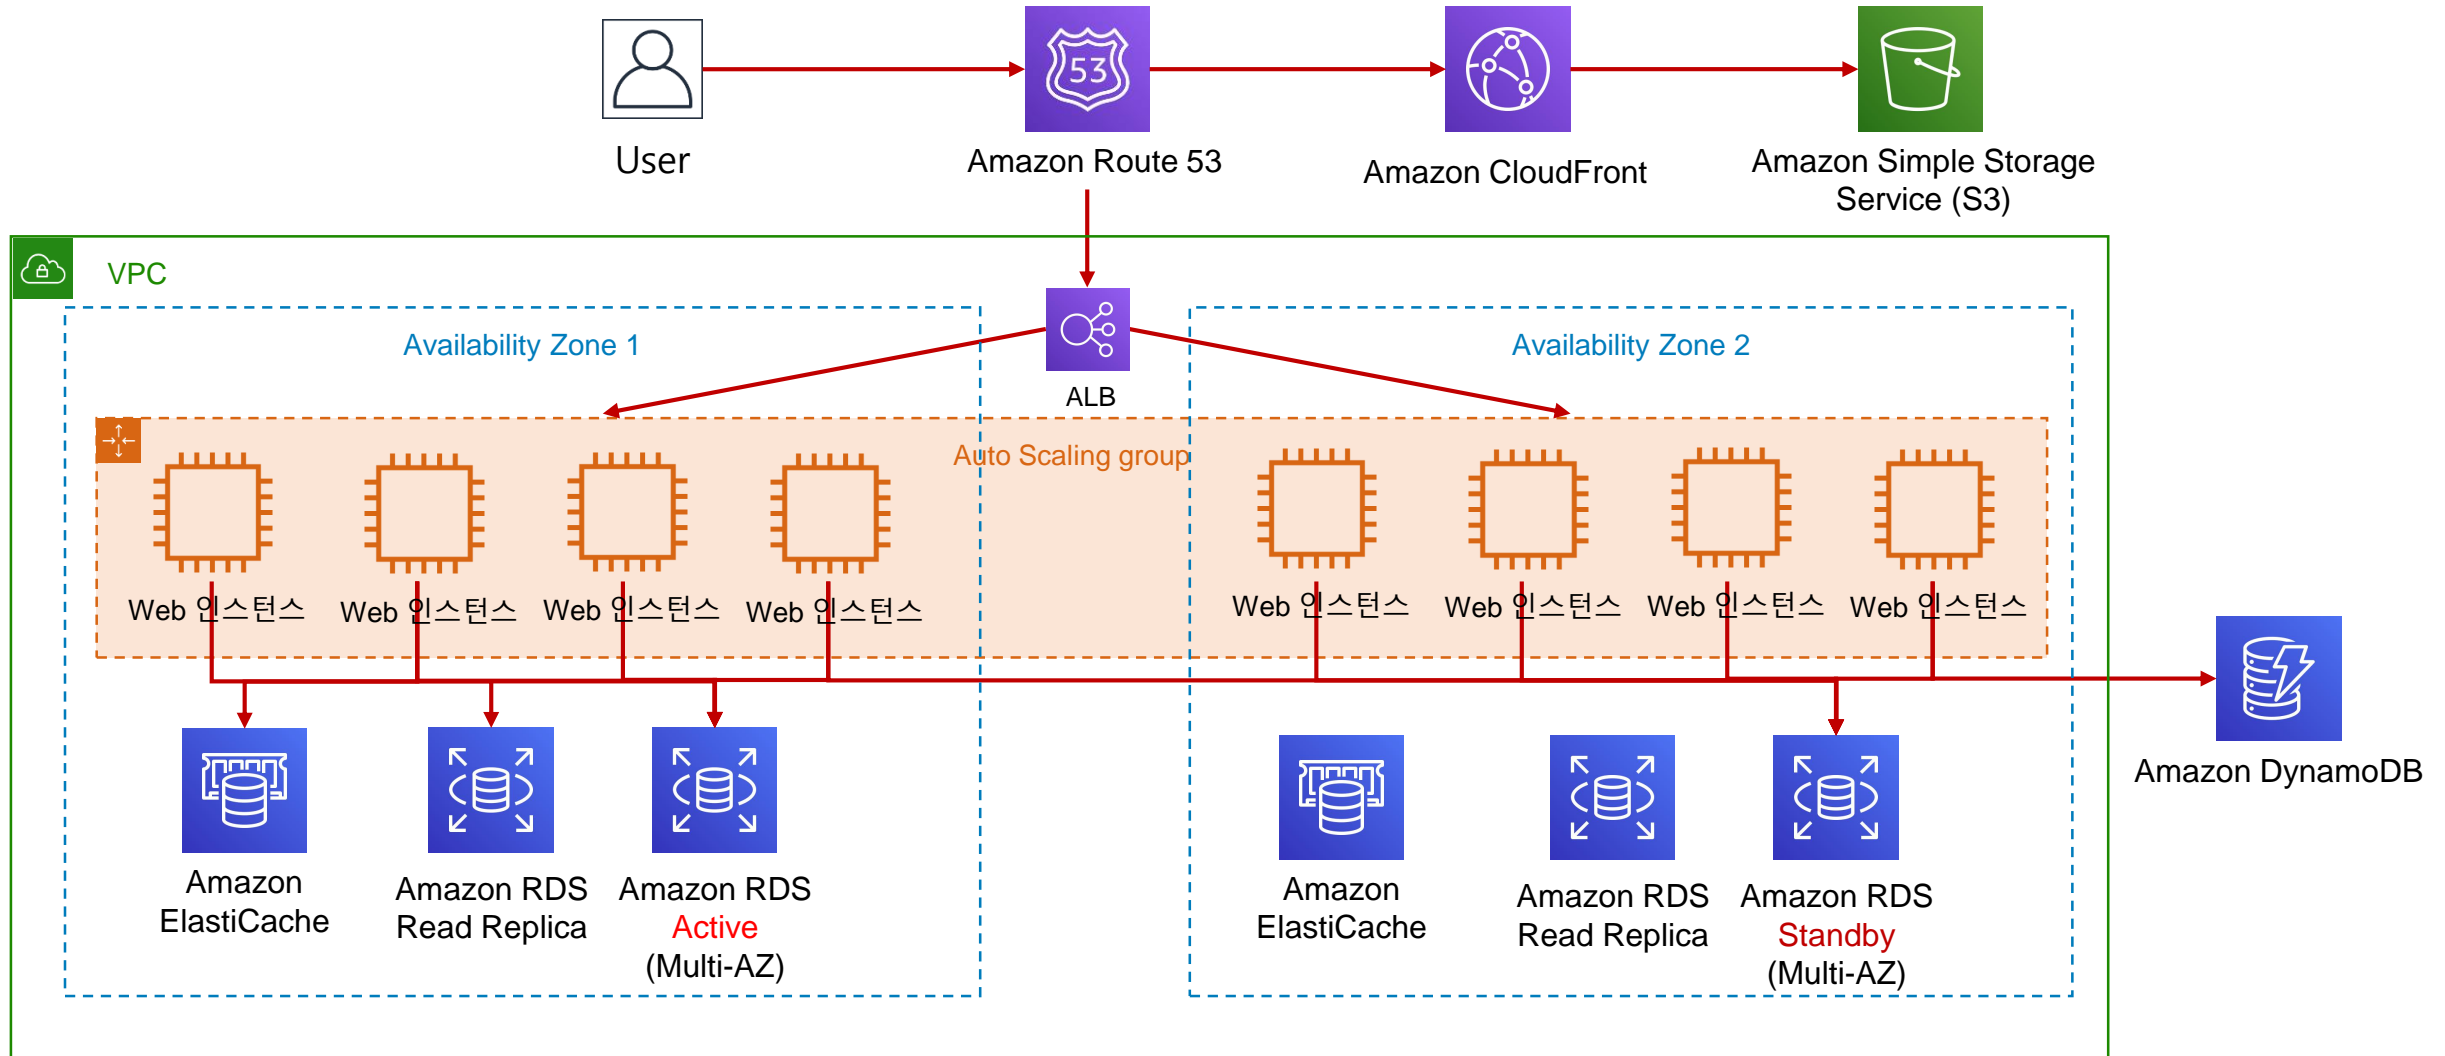 53
User
Amazon Route 53
Amazon CloudFront
Amazon Simple Storage
Service (S3)
VPC
Availability Zone 1
ALB
Availability Zone 2
Auto Scaling group
Web 인스턴스
Web 인스턴스
Web 인스턴스
Web 인스턴스
Web 인스턴스
Web 인스턴스
Web 인스턴스
Web 인스턴스
Amazon DynamoDB
Amazon
ElastiCache
Amazon RDS
Read Replica
Amazon RDS
Active
(Multi-AZ)
Amazon
ElastiCache
Amazon RDS
Read Replica
Amazon RDS
Standby
(Multi-AZ)